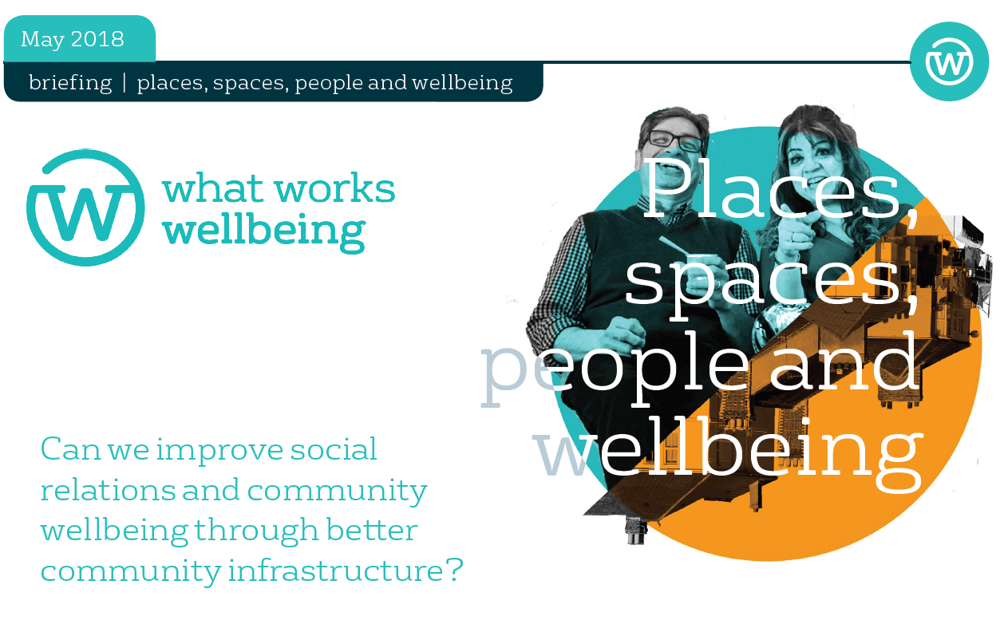 May 2018
briefing | places, spaces, people and wellbeing
w
what works
wellbeing
Places,
spaces,
people and
wellbeing
Can we improve social
relations and community
wellbeing through better
community infrastructure?